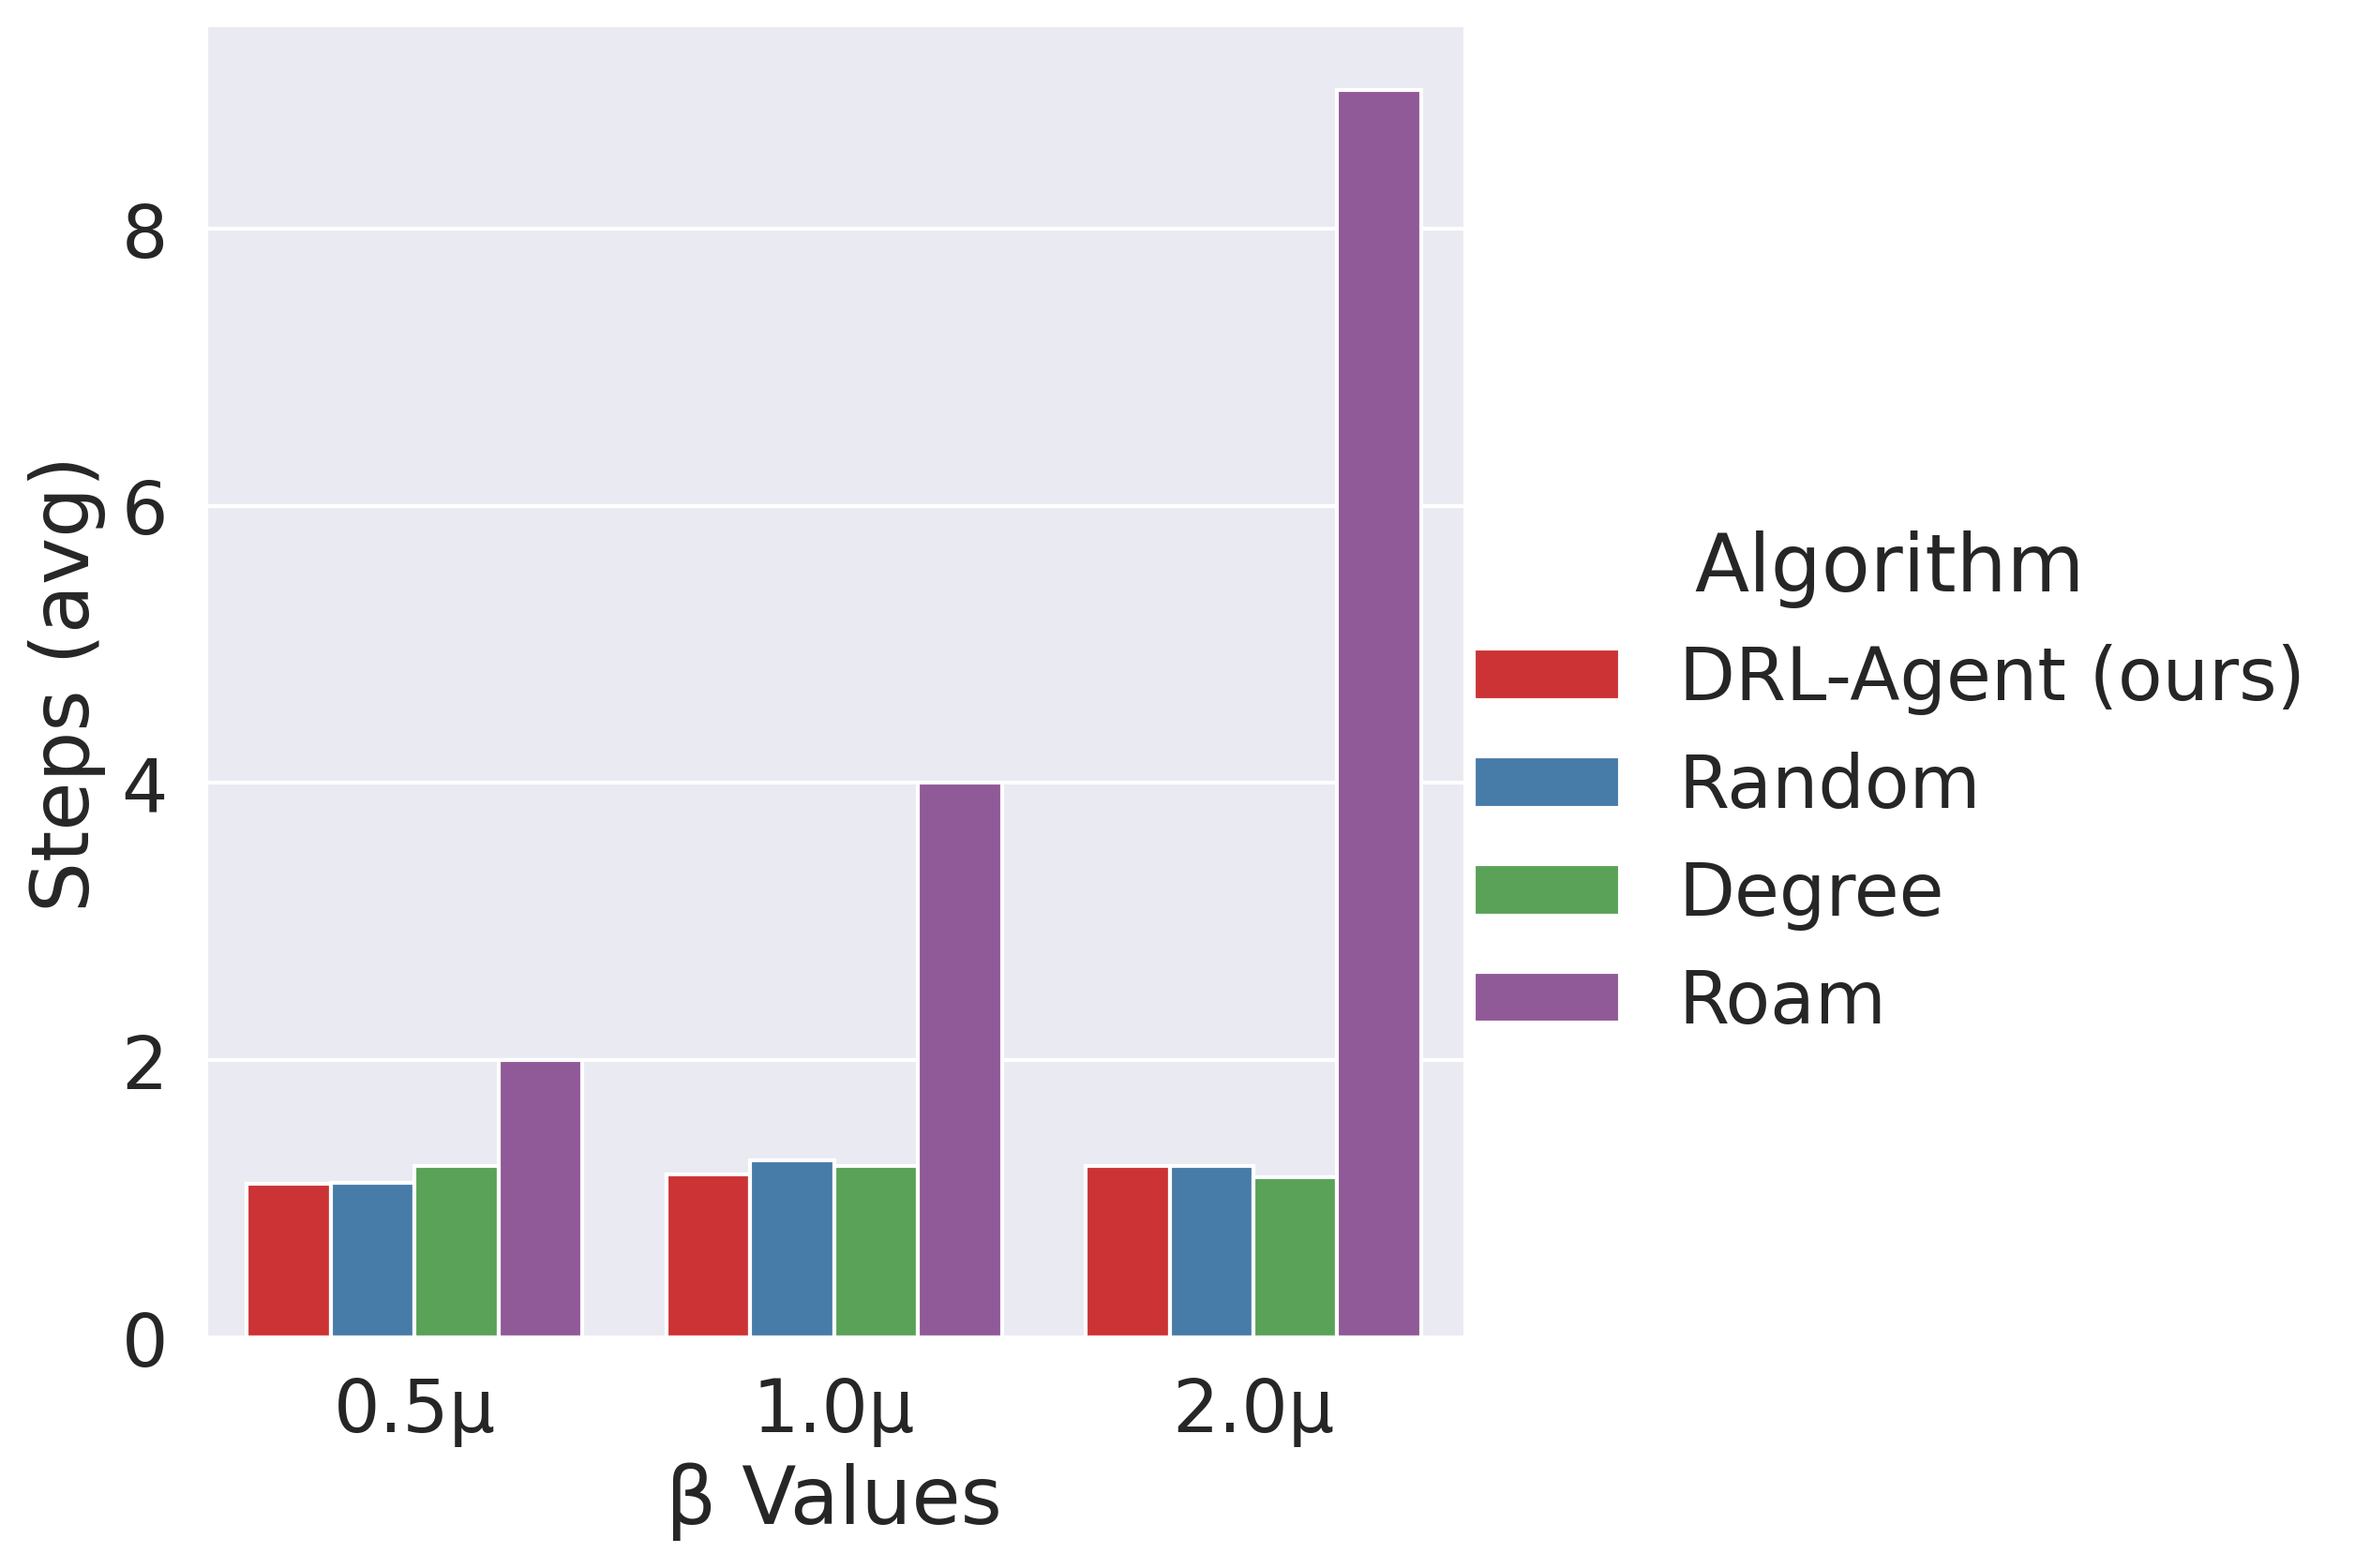 Steps (avg)
8
6
4
2
0
0.5μ 1.0μ 2.0μ
β Values
Algorithm
DRL-Agent (ours)
Random
Degree
Roam